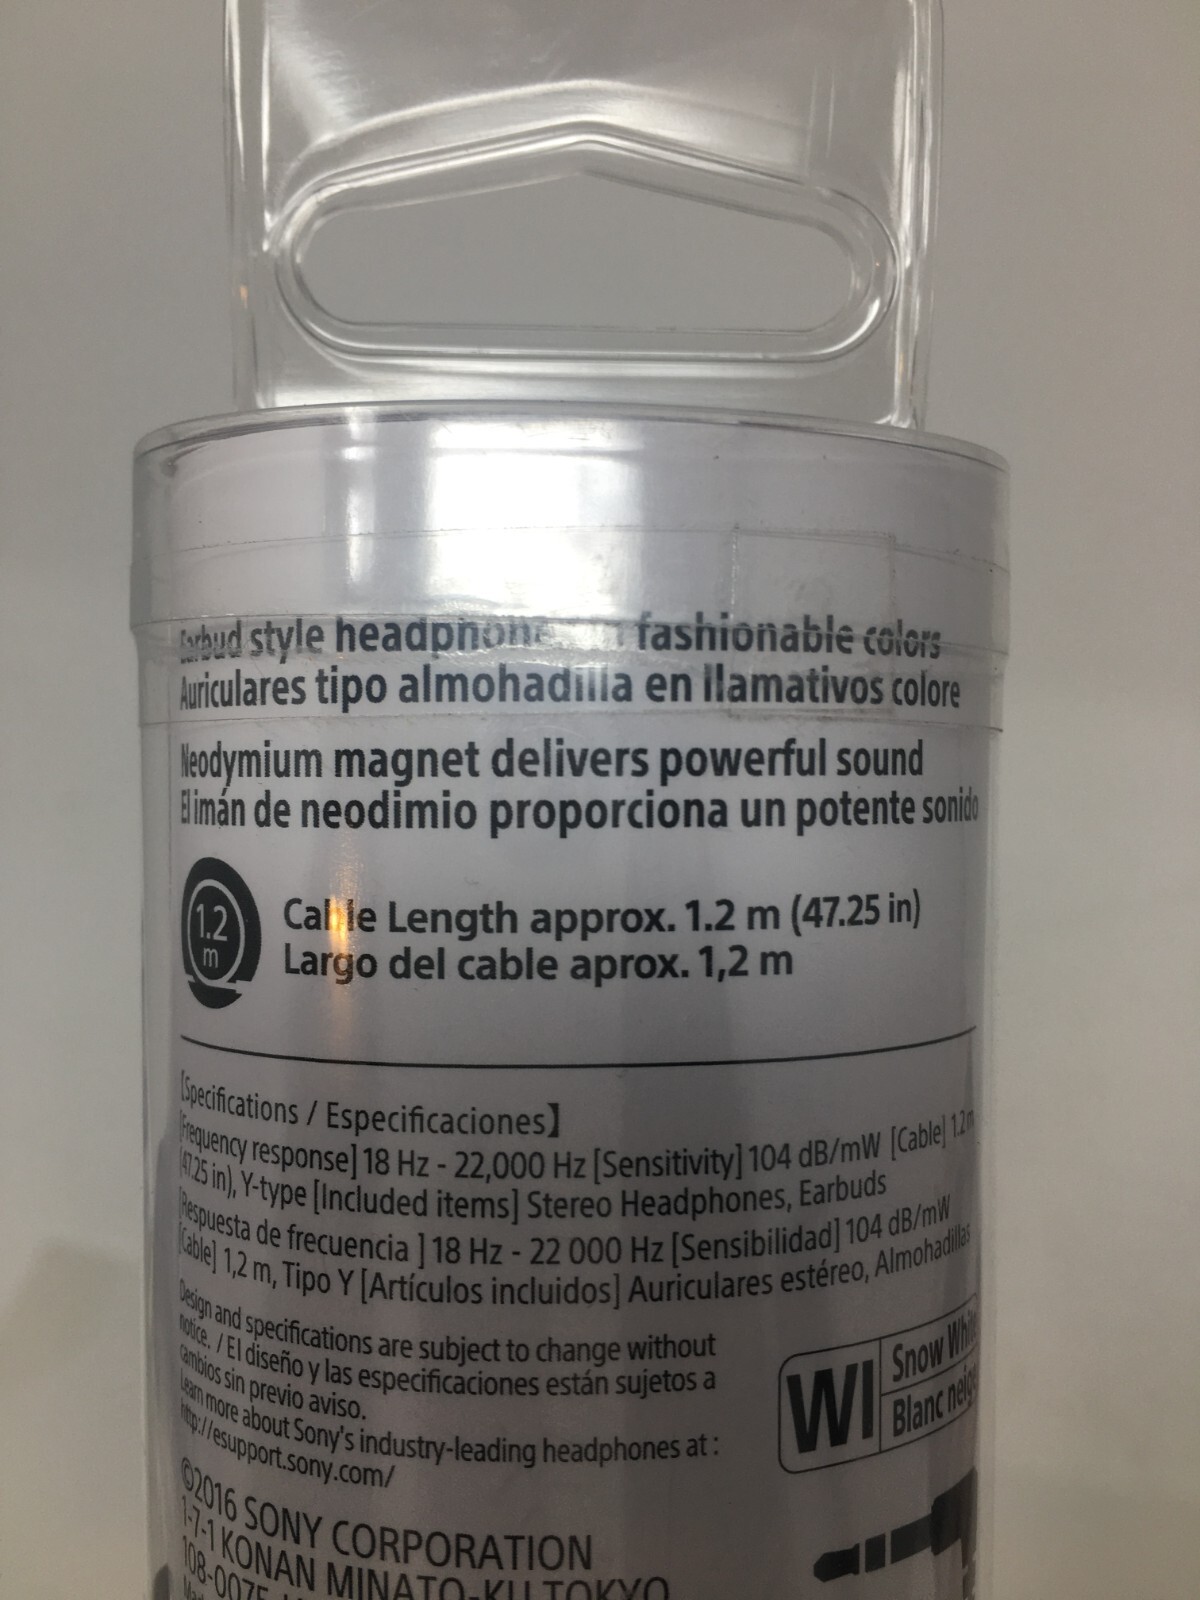 Earbud style headphones fashionable colors
Auriculares tipo almohadilla en llamativos colore
Neodymium magnet delivers powerful sound
El imán de neodimio proporciona un potente sonido
1.2
m
Cable Length approx. 1.2 m (47.25 in)
Largo del cable aprox. 1,2 m
【Specifications / Especificaciones】
[Frequency response] 18 Hz - 22,000 Hz [Sensitivity] 104 dB/mW [Cable] 1.2 m
(47.25 in), Y-type [Included items] Stereo Headphones, Earbuds
[Respuesta de frecuencia ] 18 Hz - 22 000 Hz [Sensibilidad] 104 dB/mW
[Cable] 1,2 m, Tipo Y [Artículos incluidos] Auriculares estéreo, Almohadillas
Design and specifications are subject to change without
notice. / El diseño y las especificaciones están sujetos a
cambios sin previo aviso.
Learn more about Sony's industry-leading headphones at :
http://esupport.sony.com/
WI
Snow White
Blanc neige
©2016 SONY CORPORATION
1-7-1 KONAN MINATO-KU TOKYO
108-0075